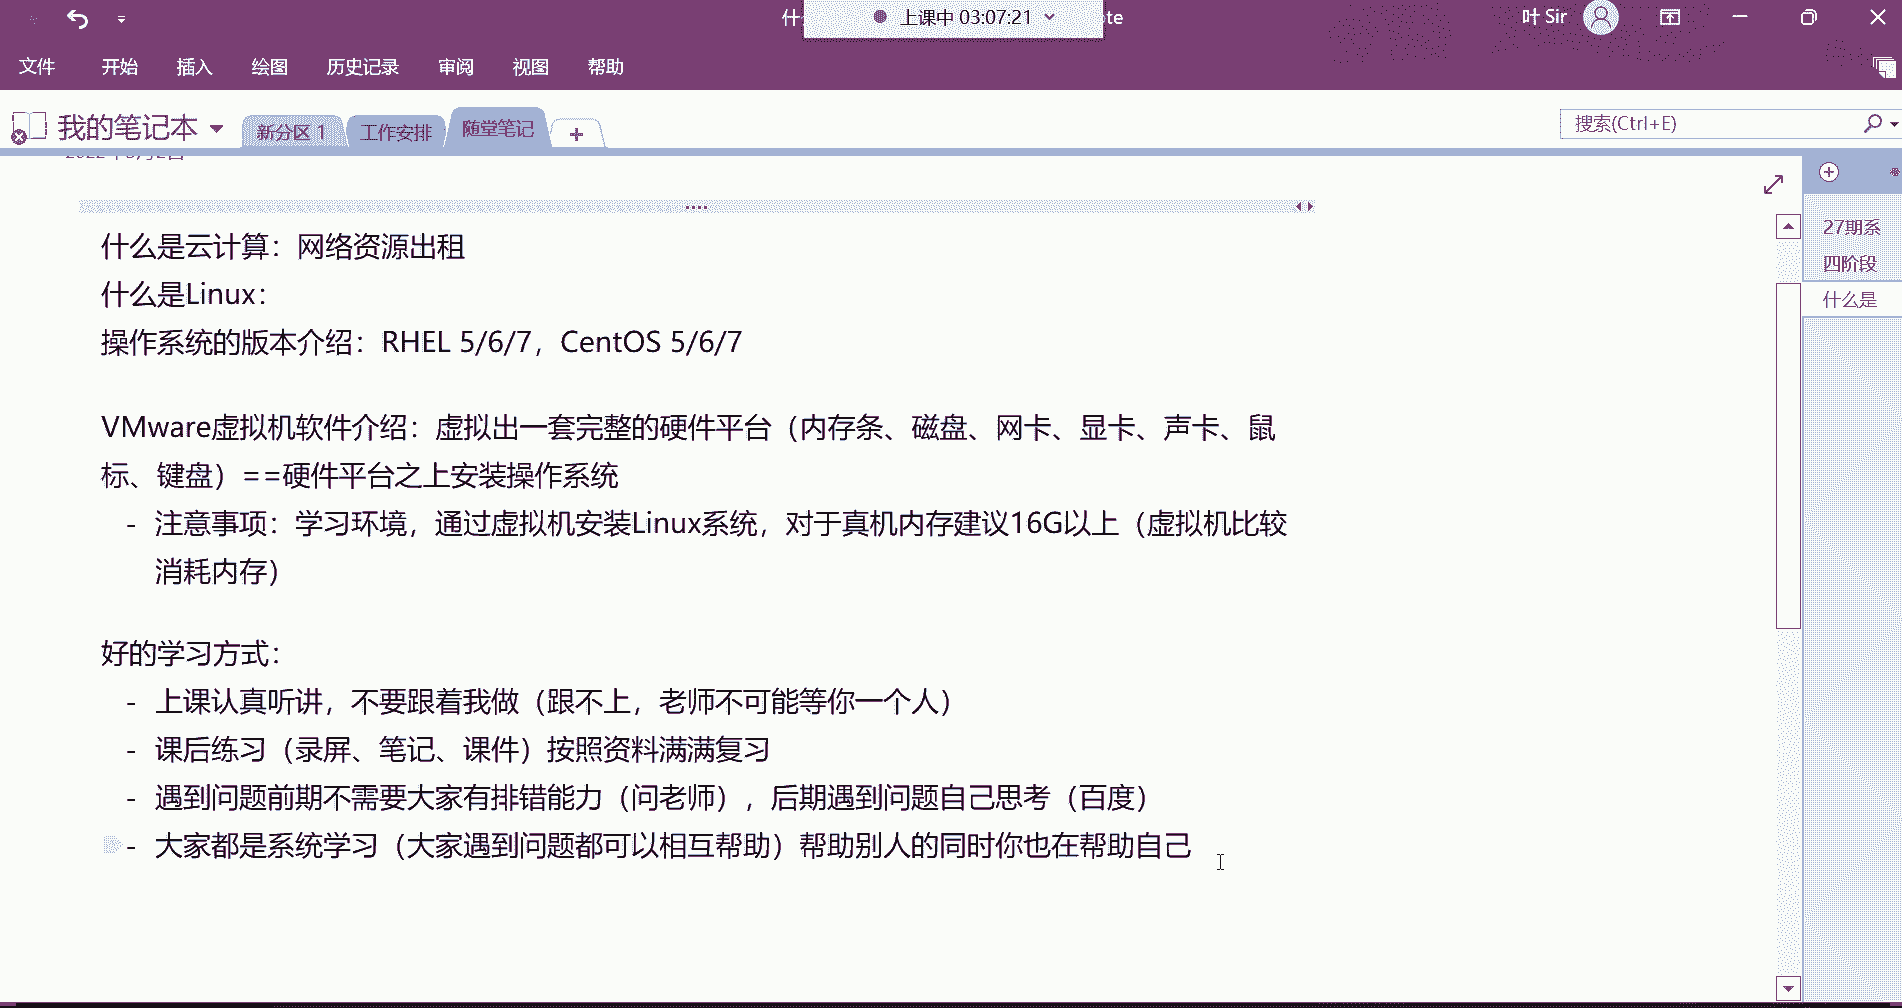 什
上课中 03:07:21
ote
叶 Sir
文件 开始 插入 绘图 历史记录 审阅 视图 帮助
我的笔记本 新分区 1 工作安排 随堂笔记
搜索(Ctrl+E)
27期系
四阶段
什么是
什么是云计算：网络资源出租
什么是Linux：
操作系统的版本介绍：RHEL 5/6/7，CentOS 5/6/7
VMware虚拟机软件介绍：虚拟出一套完整的硬件平台（内存条、磁盘、网卡、显卡、声卡、鼠
标、键盘）==硬件平台之上安装操作系统
- 注意事项：学习环境，通过虚拟机安装Linux系统，对于真机内存建议16G以上（虚拟机比较
消耗内存）
好的学习方式：
- 上课认真听讲，不要跟着我做（跟不上，老师不可能等你一个人）
- 课后练习（录屏、笔记、课件）按照资料满满复习
- 遇到问题前期不需要大家有排错能力（问老师），后期遇到问题自己思考（百度）
- 大家都是系统学习（大家遇到问题都可以相互帮助）帮助别人的同时你也在帮助自己